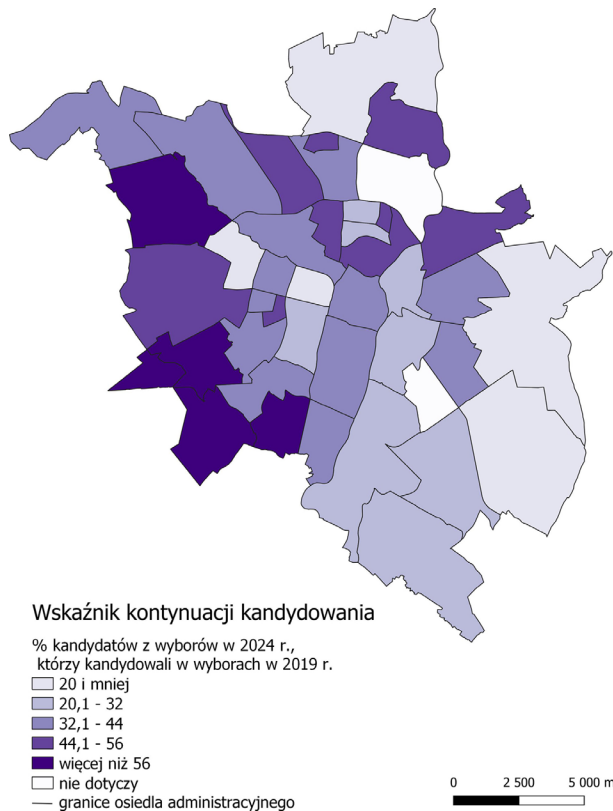 Wskaźnik kontynuacji kandydowania
% kandydatów z wyborów w 2024 r.,
którzy kandydowali w wyborach w 2019 r.
20 i mniej
20,1 - 32
32,1 - 44
44,1 - 56
więcej niż 56
nie dotyczy
granice osiedla administracyjnego
0 2 500 5 000 m